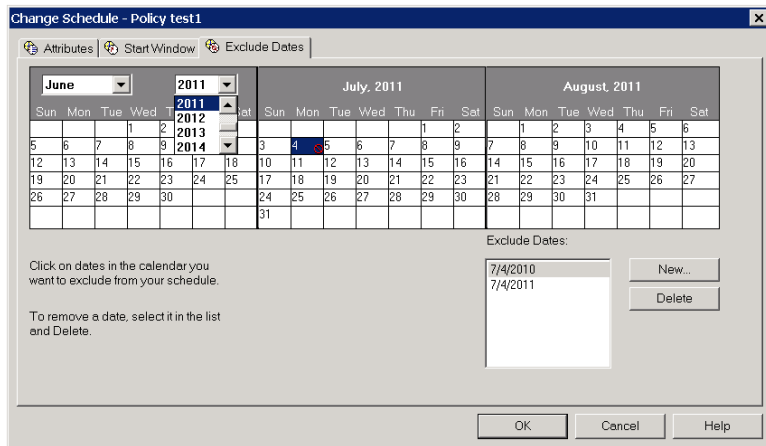 Change Schedule - Policy test1
Attributes Start Window Exclude Dates
June 2011 July, 2011 August, 2011
2011
2012
2013
2014
Sun Mon Tue Wed Sat Sun Mon Tue Wed Thu Fri Sat Sun Mon Tue Wed Thu Fri Sat
1 2 1 2 1 2 3 4 5 6
5 6 7 8 9 3 4 5 6 7 8 9 7 8 9 10 11 12 13
12 13 14 15 16 17 18 10 11 12 13 14 15 16 14 15 16 17 18 19 20
19 20 21 22 23 24 25 17 18 19 20 21 22 23 21 22 23 24 25 26 27
26 27 28 29 30 24 25 26 27 28 29 30 28 29 30 31
31
Exclude Dates:
Click on dates in the calendar you
want to exclude from your schedule.
To remove a date, select it in the list
and Delete.
7/4/2010
7/4/2011
New...
Delete
OK Cancel Help